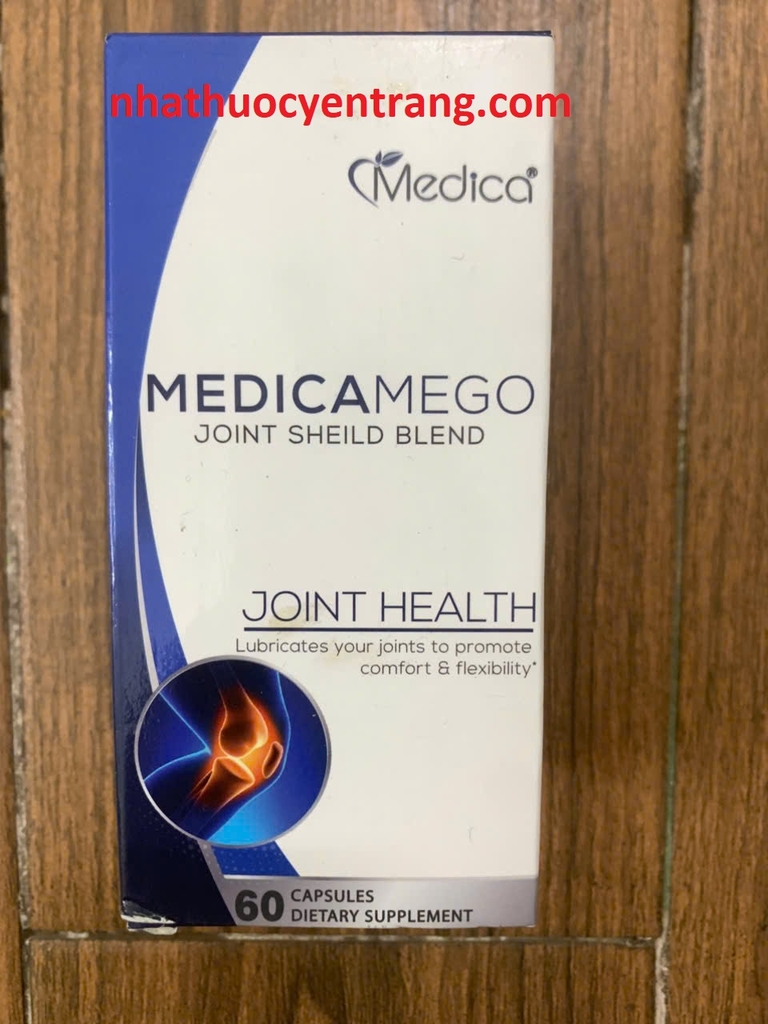 nhathuocyentrang.com
Medica®
MEDICAMEGO
JOINT SHEILD BLEND
JOINT HEALTH
Lubricates your joints to promote
comfort & flexibility*
60 CAPSULES
DIETARY SUPPLEMENT